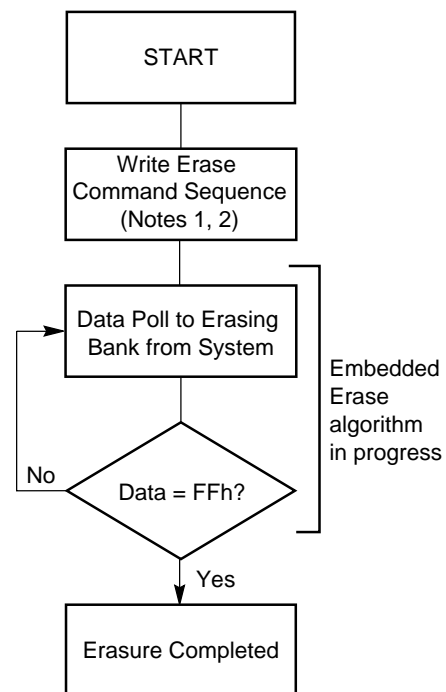 START
Write Erase
Command Sequence
(Notes 1, 2)
Data Poll to Erasing
Bank from System
Embedded
Erase
algorithm
in progress
No
Data = FFh?
Yes
Erasure Completed